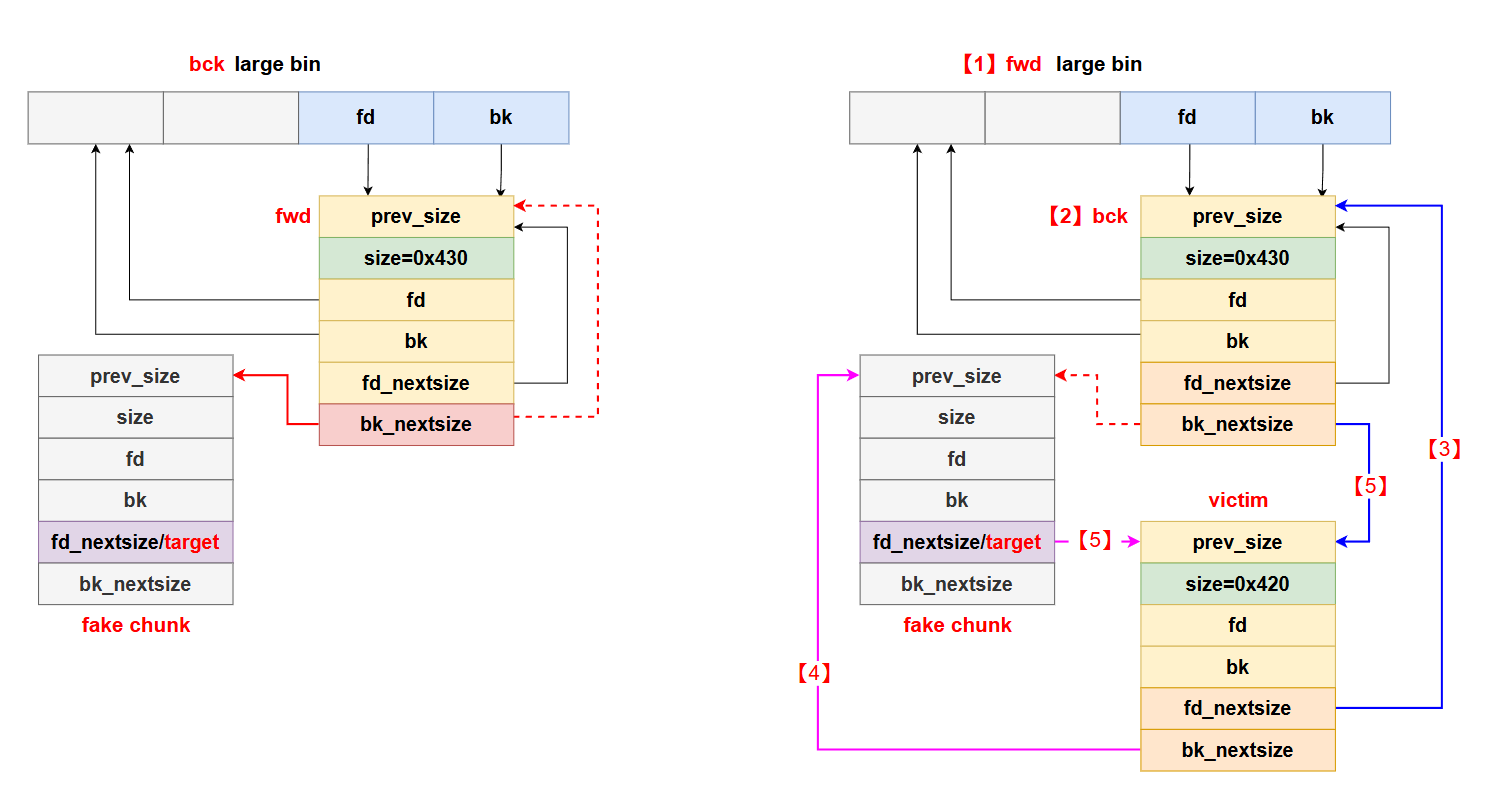 bck large bin
fd
bk
fwd
prev_size
size=0x430
fd
bk
fd_nextsize
bk_nextsize
prev_size
size
fd
bk
fd_nextsize/target
bk_nextsize
fake chunk
【1】fwd large bin
fd
bk
【2】bck
prev_size
size=0x430
fd
bk
fd_nextsize
bk_nextsize
【3】
【5】
prev_size
size
fd
bk
fd_nextsize/target
bk_nextsize
fake chunk
【5】
【4】
victim
prev_size
size=0x420
fd
bk
fd_nextsize
bk_nextsize